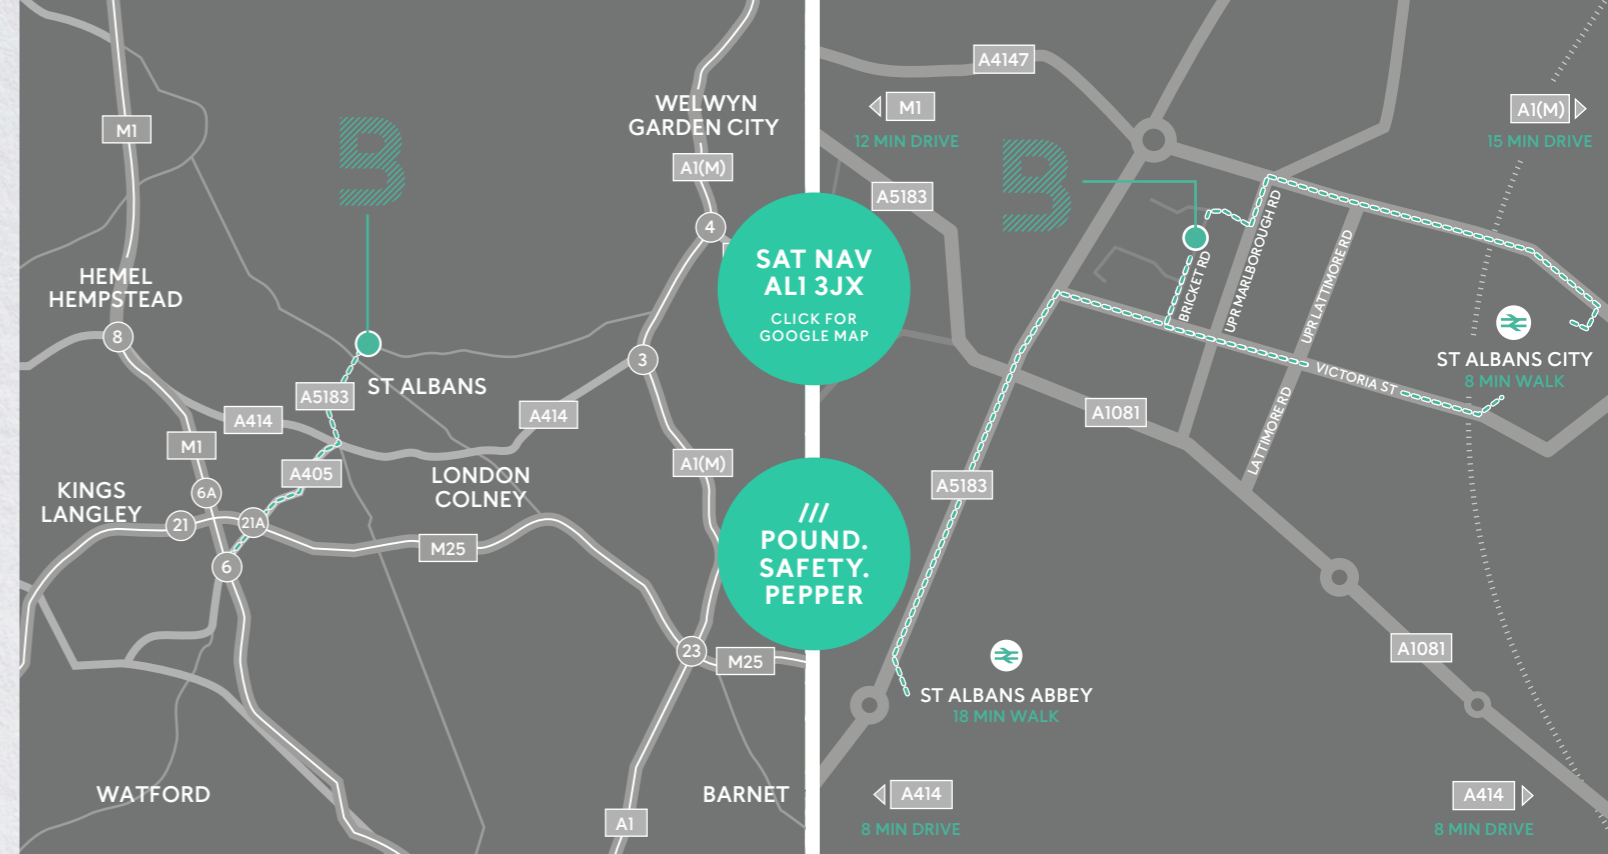 M1
WELWYN
GARDEN CITY
A1(M)
4
HEMEL
HEMPSTEAD
8
3
A5183
ST ALBANS
A414
A414
M1
A405
A1(M)
LONDON
COLNEY
KINGS
LANGLEY
6A
21
21A
M25
6
23
M25
WATFORD
BARNET
A1
B
SAT NAV
AL1 3JX
CLICK FOR
GOOGLE MAP
///
POUND.
SAFETY.
PEPPER
A4147
M1
12 MIN DRIVE
A1(M)
15 MIN DRIVE
B
A5183
BRICKET RD
UPR MARLBOROUGH RD
UPR LATTIMORE RD
ST ALBANS CITY
8 MIN WALK
VICTORIA ST
A1081
LATTIMORE RD
A5183
A1081
ST ALBANS ABBEY
18 MIN WALK
A414
8 MIN DRIVE
A414
8 MIN DRIVE